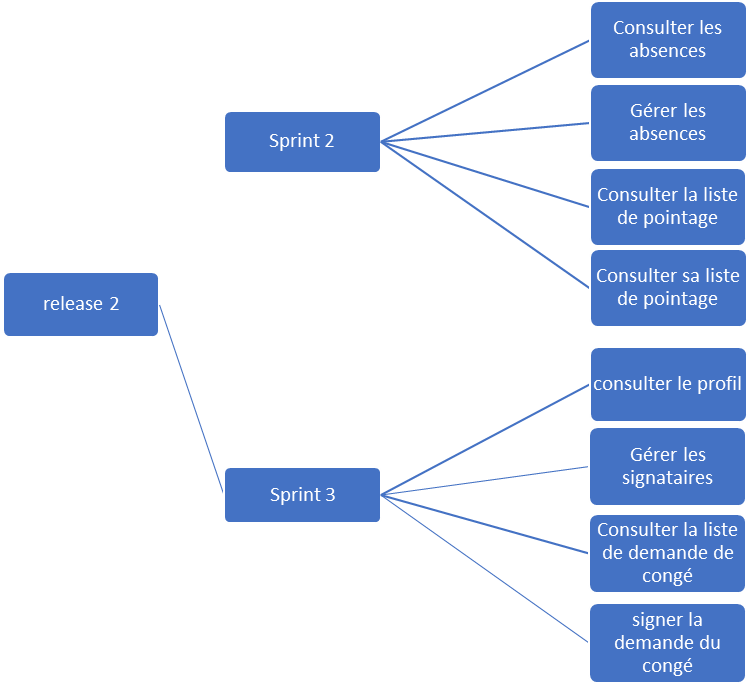 Consulter les
absences
Gérer les
absences
Sprint 2
Consulter la liste
de pointage
Consulter sa liste
de pointage
release 2
consulter le profil
Gérer les
signataires
Sprint 3
Consulter la liste
de demande de
congé
signer la
demande du
congé